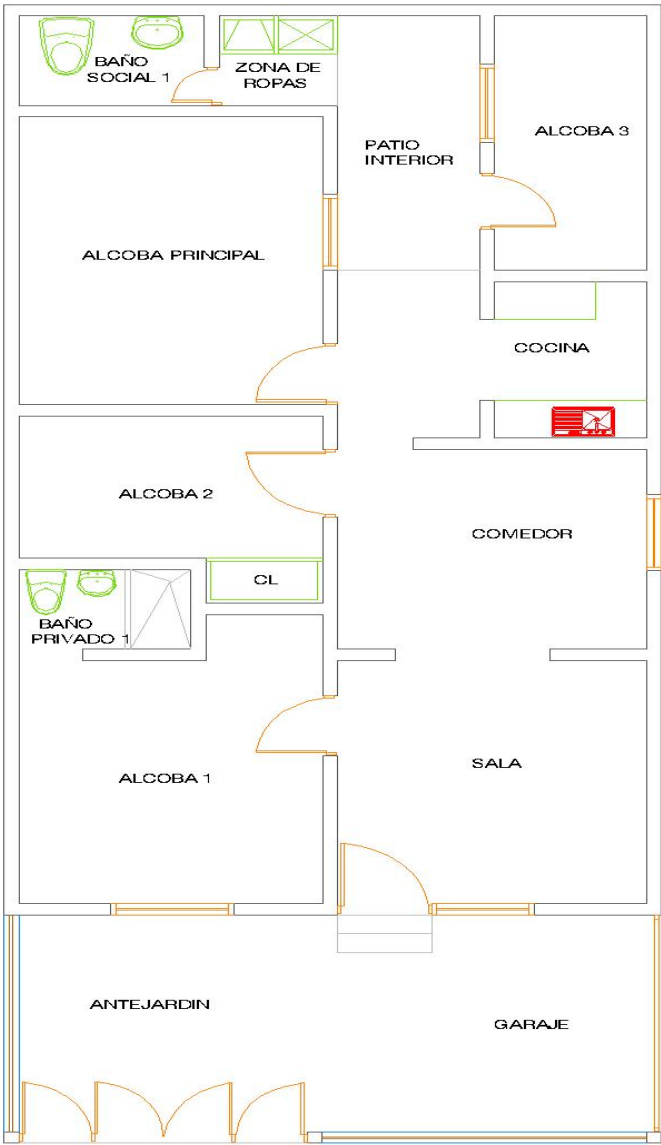 BAÑO
SOCIAL 1
ZONA DE
ROPAS
PATIO
INTERIOR
ALCOBA 3
ALCOBA PRINCIPAL
COCINA
ALCOBA 2
COMEDOR
CL
BAÑO
PRIVADO 1
SALA
ALCOBA 1
ANTEJARDIN
GARAJE